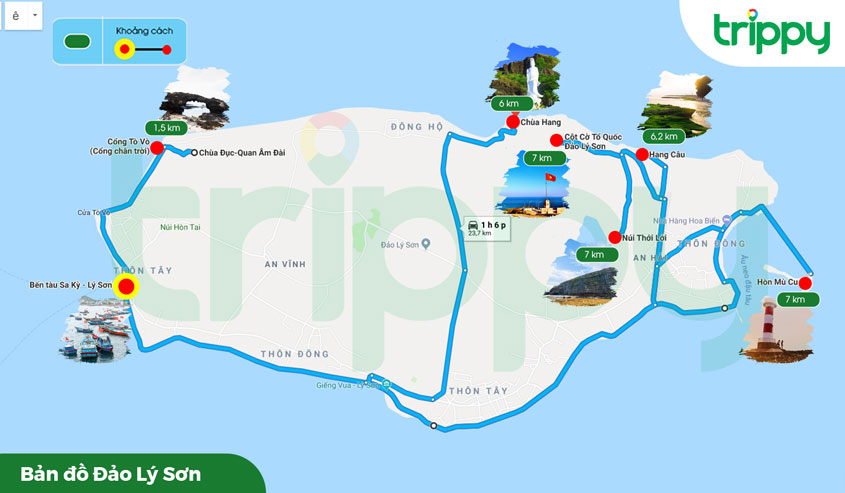 ẻ
Khoảng cách
trippy
6 km
1,5 km
ĐÔNG HỘ
Chùa Hang
Cột Cờ Tổ Quốc
Đảo Lý Sơn
6,2 km
Cổng Tò Vò
(Cổng chân trời)
Chùa Đục-Quan Âm Đài
7 km
Hang Câu
Cửa Tò Vò
Núi Hòn Tai
1 h 6 p
23,7 km
Nhà Hàng Hoa Biển
Đảo Lý Sơn
Núi Thới Lới
THÔN ĐÔNG
AN VĨNH
AN HẢI
7 km
THÔN TÂY
Bến tàu Sa Kỳ - Lý Sơn
Hòn Mù Cu
7 km
THÔN ĐÔNG
Giếng Vua - Lý Sơn
THÔN TÂY
trippy
Bản đồ Đảo Lý Sơn